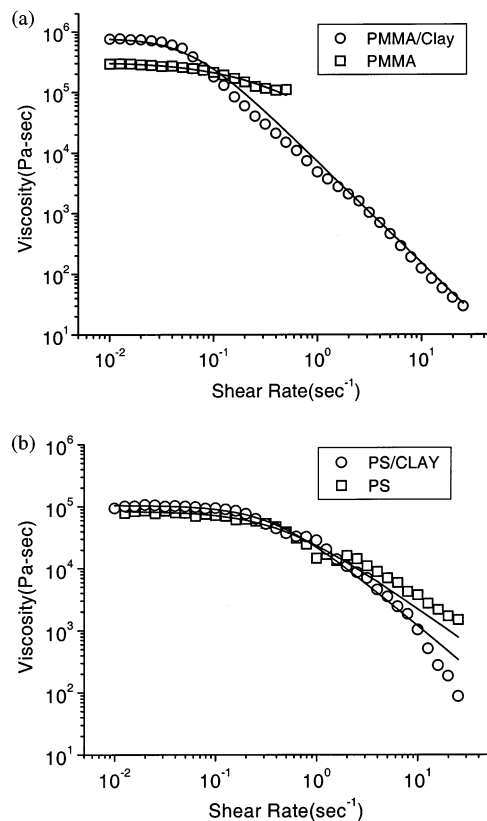 (a)
10^6
10^5
10^4
10^3
10^2
10^1
Viscosity(Pa-sec)
PMMA/Clay
PMMA
10^-2
10^-1
10^0
10^1
Shear Rate(sec^-1)
(b)
10^6
10^5
10^4
10^3
10^2
10^1
Viscosity(Pa-sec)
PS/CLAY
PS
10^-2
10^-1
10^0
10^1
Shear Rate(sec^-1)